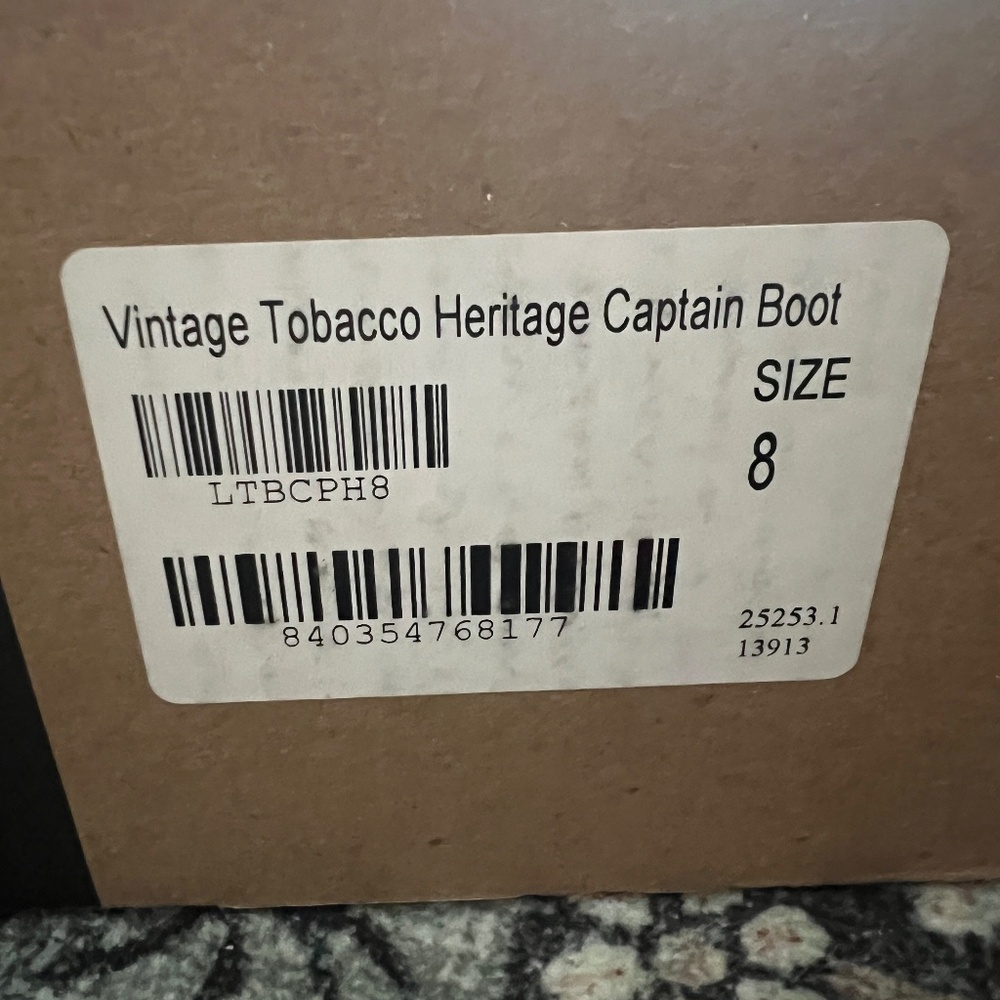 Vintage Tobacco Heritage Captain Boot
SIZE
8
LTBCPH8
840354768177
25253.1
13913